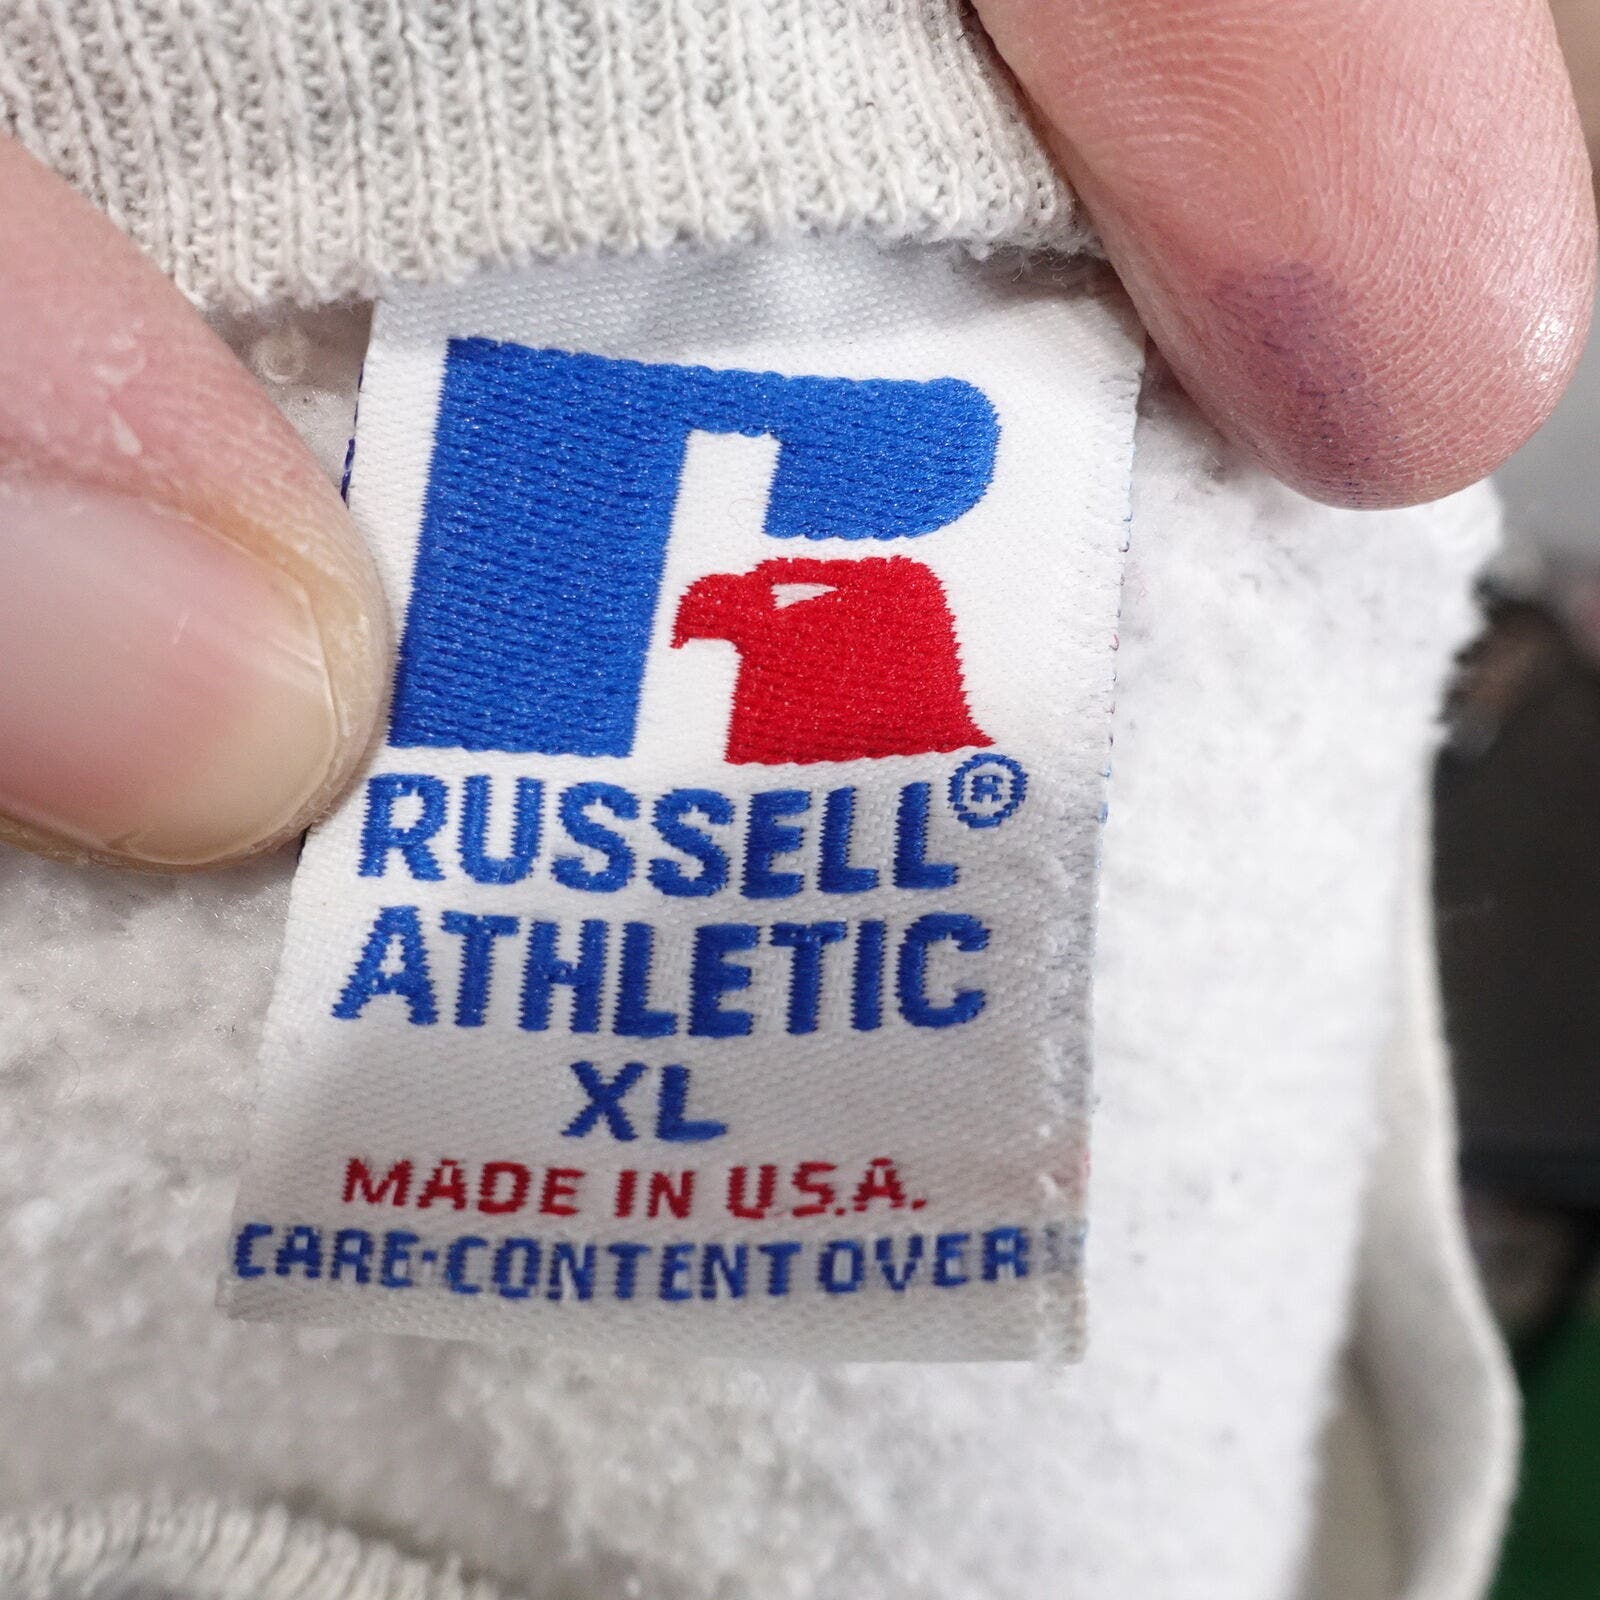 RUSSELL®
ATHLETIC
XL
MADE IN U.S.A.
CARE·CONTENT OVER